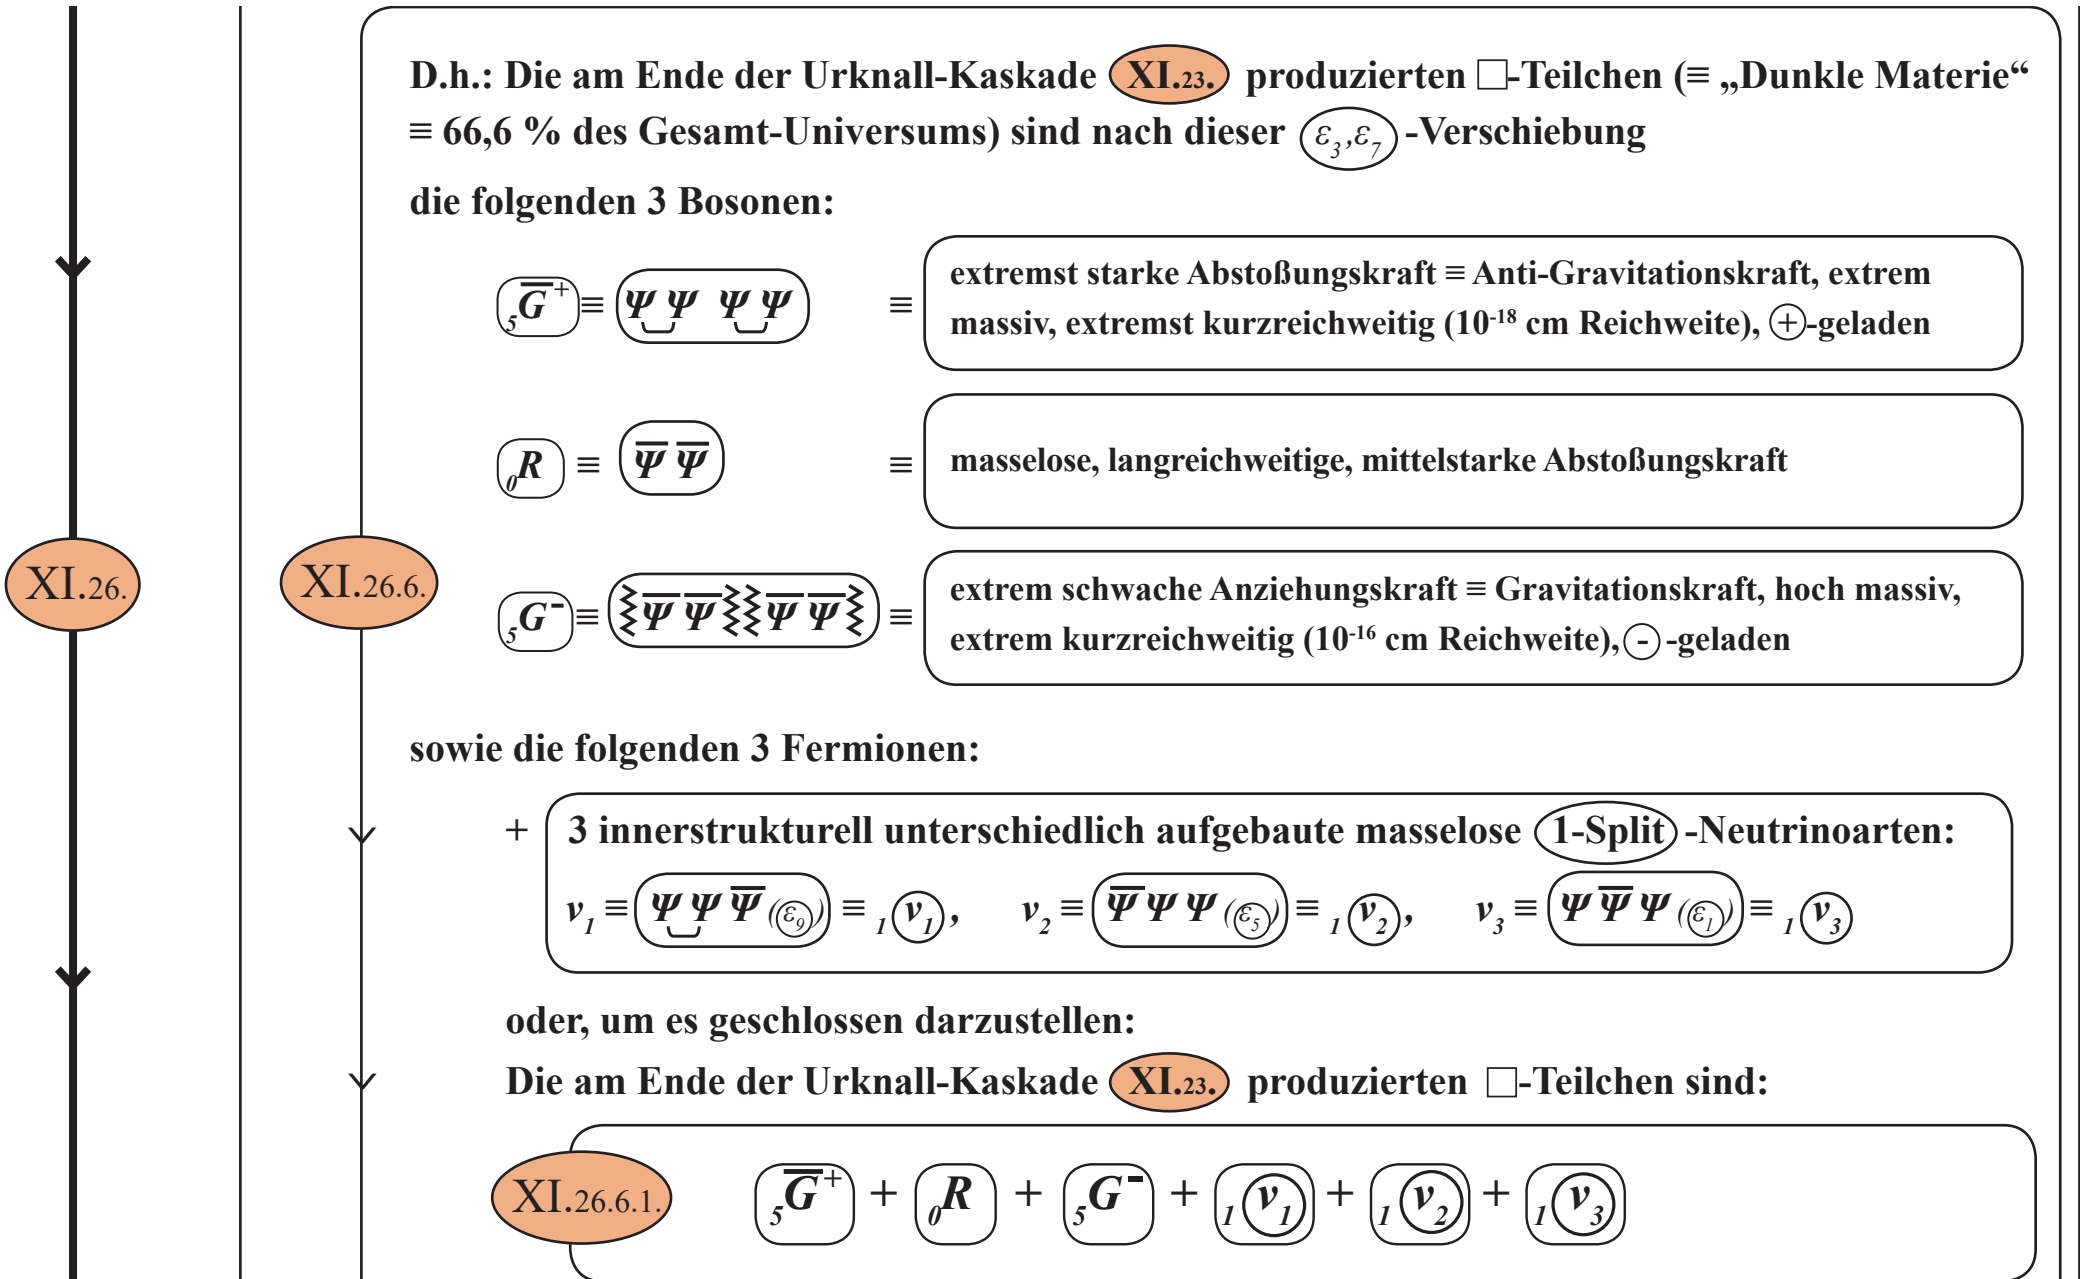 D.h.: Die am Ende der Urknall-Kaskade XI.23. produzierten □-Teilchen (≡ „Dunkle Materie“
≡ 66,6 % des Gesamt-Universums) sind nach dieser ε₃,ε₇ -Verschiebung
die folgenden 3 Bosonen:
₅G̅⁺ ≡ Ψ Ψ Ψ Ψ ≡
extremst starke Abstoßungskraft ≡ Anti-Gravitationskraft, extrem
massiv, extremst kurzreichweitig (10⁻¹⁸ cm Reichweite), +-geladen
₀R ≡ Ψ̅ Ψ̅ ≡ masselose, langreichweitige, mittelstarke Abstoßungskraft
XI.26.
XI.26.6.
₅G⁻ ≡ Ψ̅ Ψ̅ Ψ̅ Ψ̅ ≡
extrem schwache Anziehungskraft ≡ Gravitationskraft, hoch massiv,
extrem kurzreichweitig (10⁻¹⁶ cm Reichweite), - -geladen
sowie die folgenden 3 Fermionen:
+ 3 innerstrukturell unterschiedlich aufgebaute masselose 1-Split -Neutrinoarten:
ν₁ ≡ Ψ Ψ Ψ̅ (ε₉) ≡ ₁ν₁, ν₂ ≡ Ψ̅ Ψ Ψ (ε₅) ≡ ₁ν₂, ν₃ ≡ Ψ Ψ̅ Ψ (ε₁) ≡ ₁ν₃
oder, um es geschlossen darzustellen:
Die am Ende der Urknall-Kaskade XI.23. produzierten □-Teilchen sind:
XI.26.6.1. ₅G̅⁺ + ₀R + ₅G⁻ + ₁ν₁ + ₁ν₂ + ₁ν₃